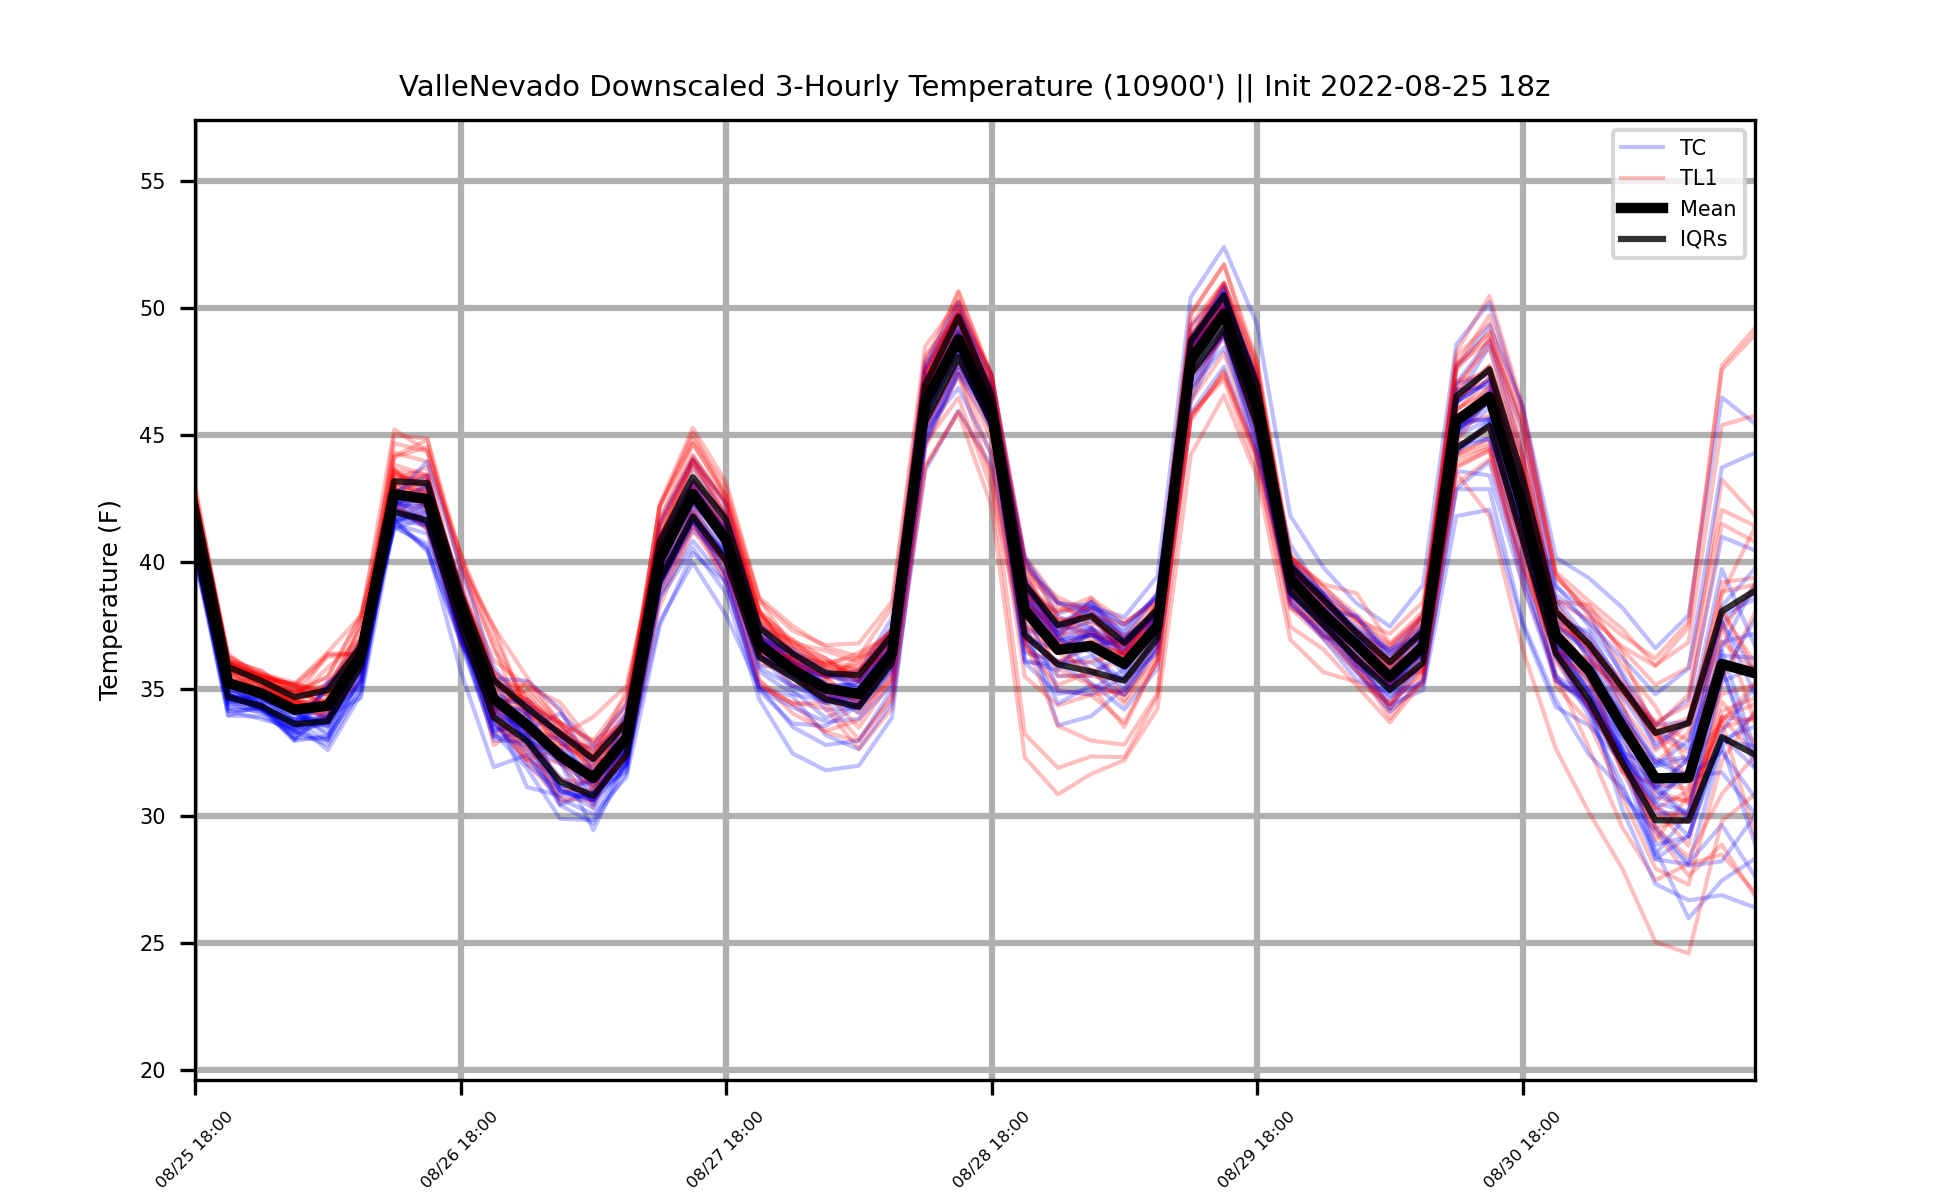 ValleNevado Downscaled 3-Hourly Temperature (10900') || Init 2022-08-25 18z
TC
TL1
Mean
IQRs
Temperature (F)
55
50
45
40
35
30
25
20
08/25 18:00
08/26 18:00
08/27 18:00
08/28 18:00
08/29 18:00
08/30 18:00